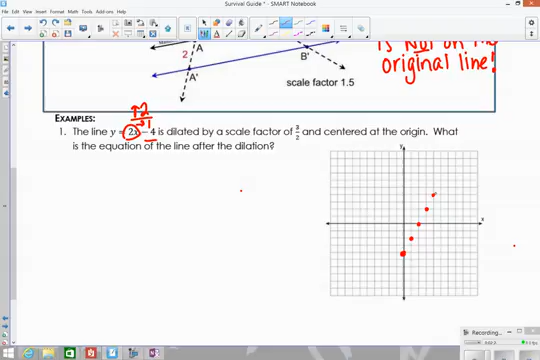 Survival Guide * - SMART Notebook
File Edit View Insert Format Tools Add-ons Help
is Not on the
original line!
A
2
A'
B'
scale factor 1.5
EXAMPLES:
↑2
→1
1. The line y = 2x – 4 is dilated by a scale factor of 3/2 and centered at the origin. What
is the equation of the line after the dilation?
y
x
Recording...